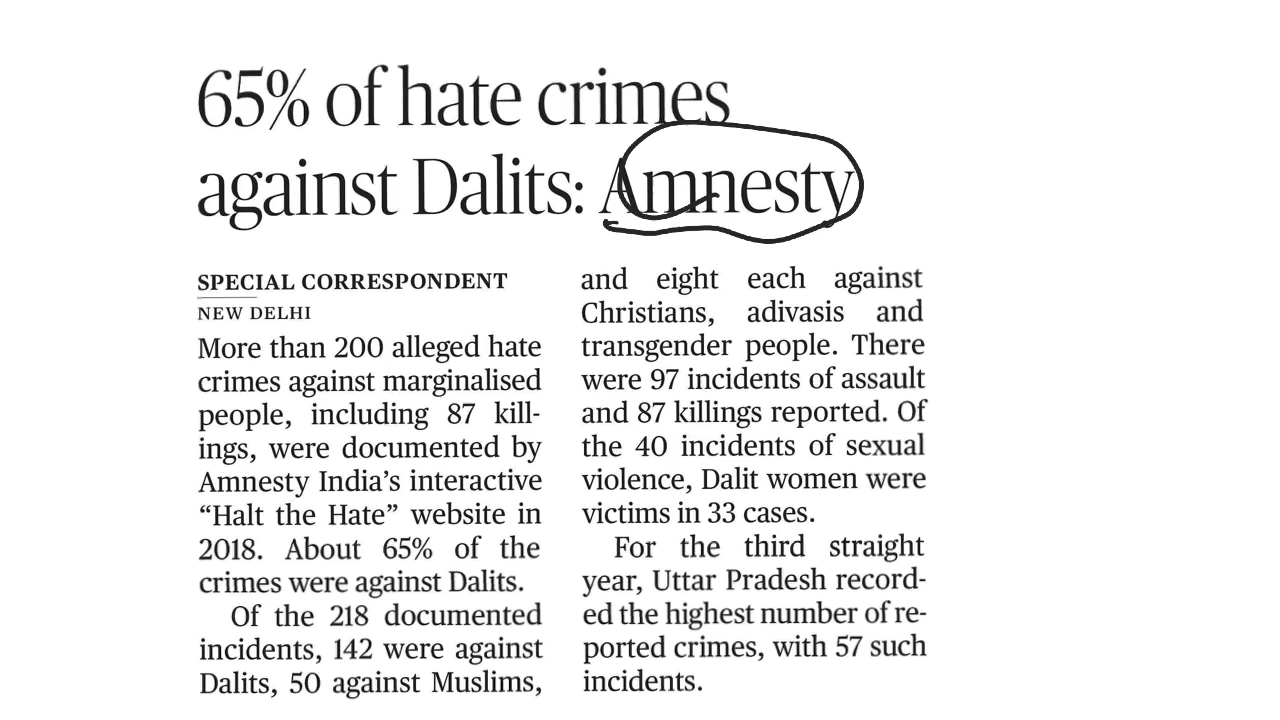 65% of hate crimes
against Dalits: Amnesty
SPECIAL CORRESPONDENT
NEW DELHI
More than 200 alleged hate
crimes against marginalised
people, including 87 kill-
ings, were documented by
Amnesty India’s interactive
“Halt the Hate” website in
2018. About 65% of the
crimes were against Dalits.
Of the 218 documented
incidents, 142 were against
Dalits, 50 against Muslims,
and eight each against
Christians, adivasis and
transgender people. There
were 97 incidents of assault
and 87 killings reported. Of
the 40 incidents of sexual
violence, Dalit women were
victims in 33 cases.
For the third straight
year, Uttar Pradesh record-
ed the highest number of re-
ported crimes, with 57 such
incidents.